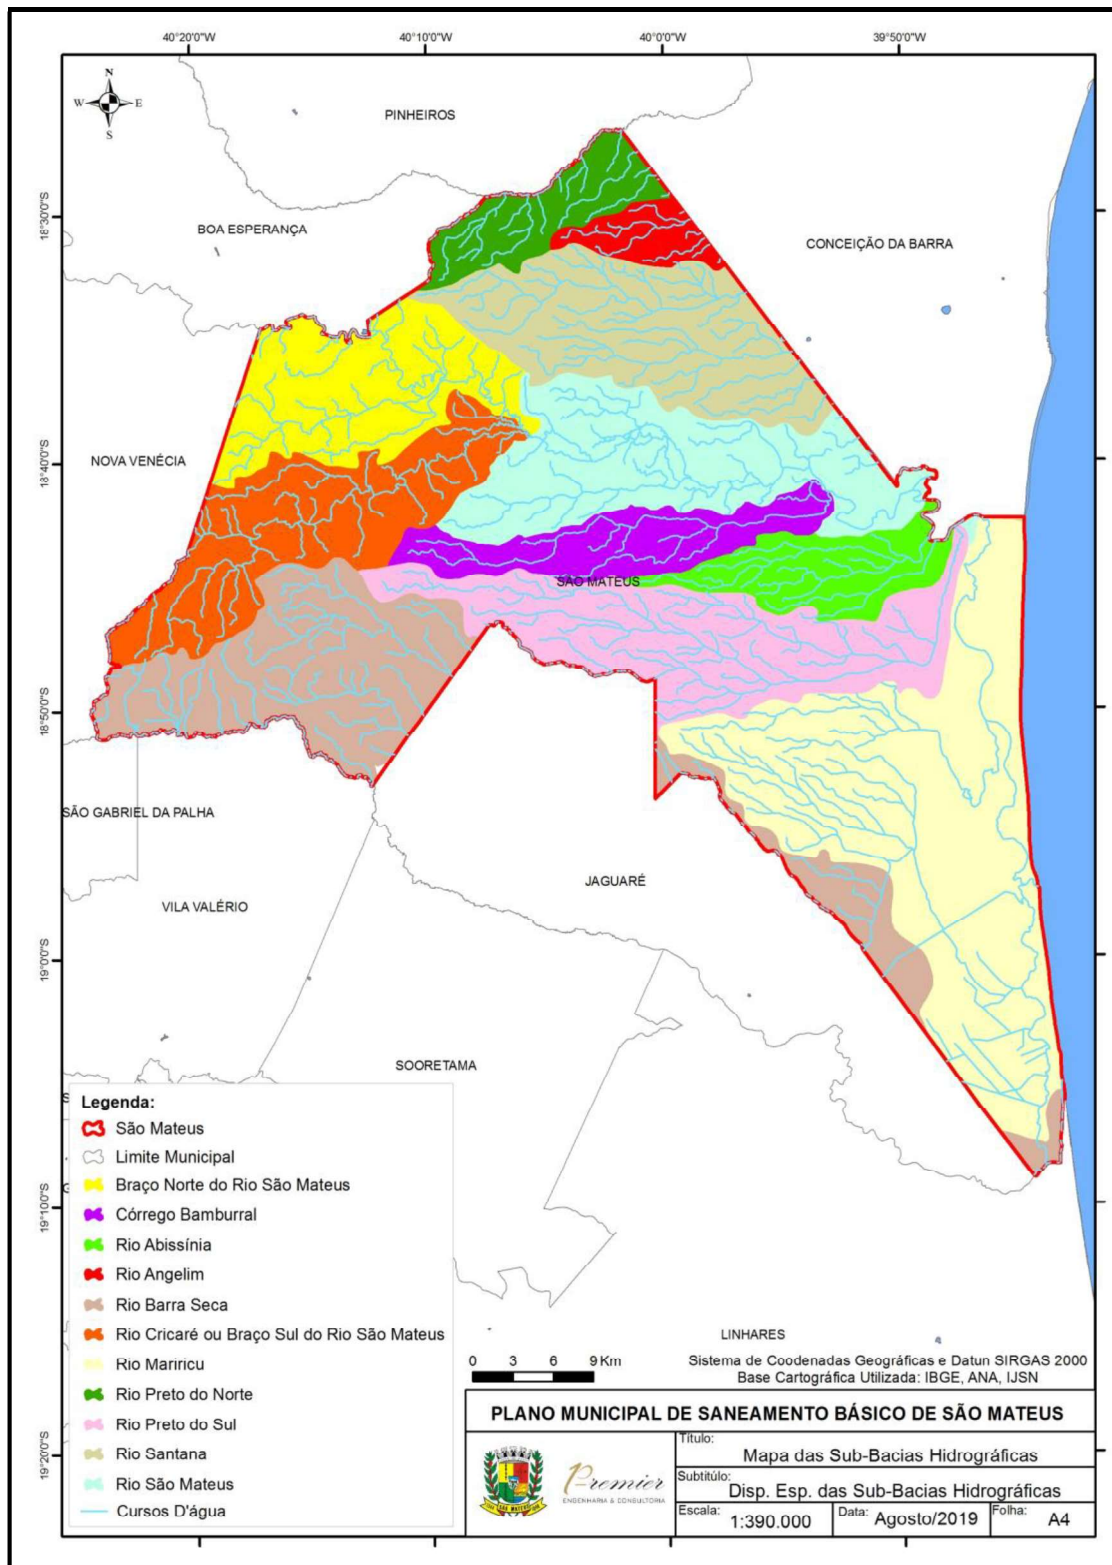 40°20'0"W
40°10'0"W
40°0'0"W
39°50'0"W
N
W
E
S
PINHEIROS
18°30'0"S
BOA ESPERANÇA
CONCEIÇÃO DA BARRA
18°40'0"S
NOVA VENÉCIA
SÃO MATEUS
18°50'0"S
SÃO GABRIEL DA PALHA
JAGUARÉ
VILA VALÉRIO
19°0'0"S
SOORETAMA
19°10'0"S
19°20'0"S
LINHARES
Legenda:
São Mateus
Limite Municipal
Braço Norte do Rio São Mateus
Córrego Bamburral
Rio Abissínia
Rio Angelim
Rio Barra Seca
Rio Cricaré ou Braço Sul do Rio São Mateus
Rio Mariricu
Rio Preto do Norte
Rio Preto do Sul
Rio Santana
Rio São Mateus
Cursos D'água
0 3 6 9 Km
Sistema de Coodenadas Geográficas e Datun SIRGAS 2000
Base Cartográfica Utilizada: IBGE, ANA, IJSN
PLANO MUNICIPAL DE SANEAMENTO BÁSICO DE SÃO MATEUS
SÃO MATEUS
Premier
ENGENHARIA & CONSULTORIA
Título:
Mapa das Sub-Bacias Hidrográficas
Subtitúlo:
Disp. Esp. das Sub-Bacias Hidrográficas
Escala: 1:390.000
Data: Agosto/2019
Folha: A4